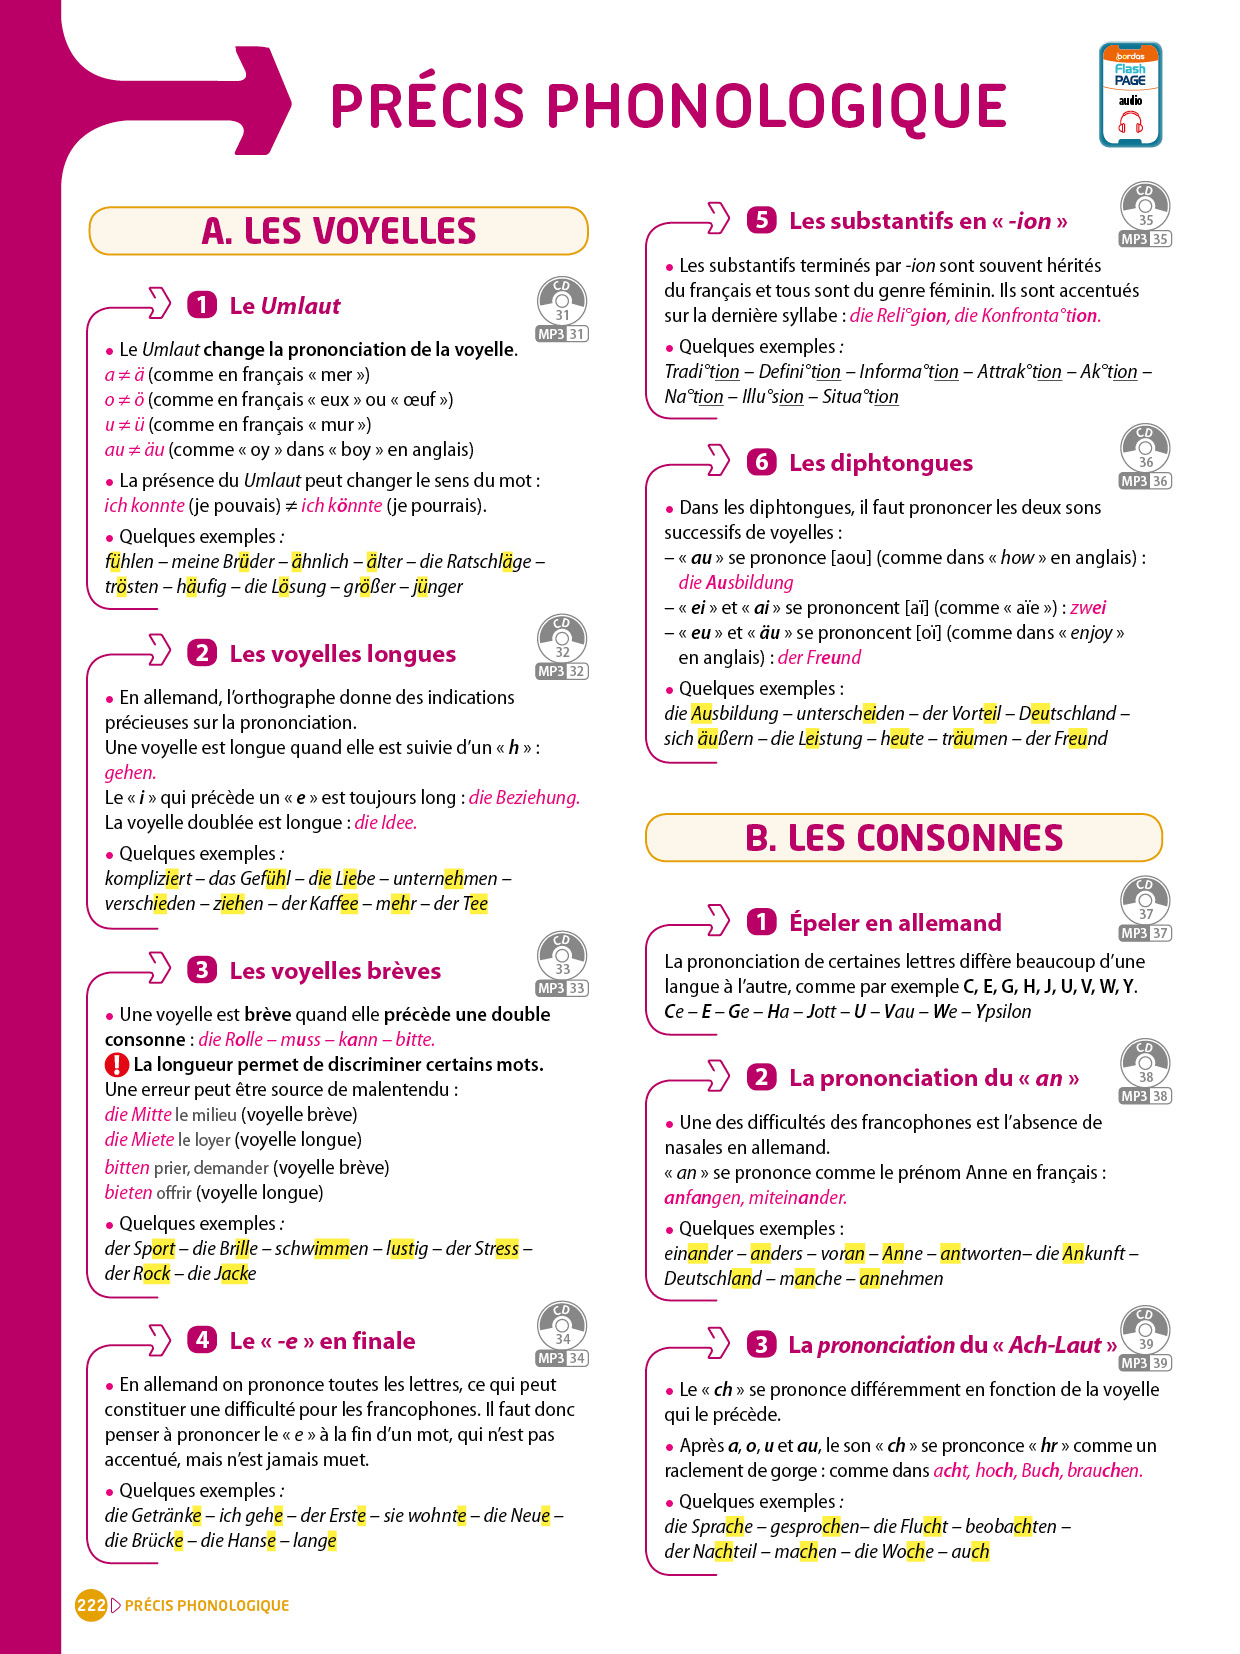 PRÉCIS PHONOLOGIQUE
bordas
Flash
PAGE
audio
A. LES VOYELLES
1 Le Umlaut
CD
31
MP3 31
• Le Umlaut change la prononciation de la voyelle.
a ≠ ä (comme en français « mer »)
o ≠ ö (comme en français « eux » ou « œuf »)
u ≠ ü (comme en français « mur »)
au ≠ äu (comme « oy » dans « boy » en anglais)
• La présence du Umlaut peut changer le sens du mot :
ich konnte (je pouvais) ≠ ich könnte (je pourrais).
• Quelques exemples :
fühlen – meine Brüder – ähnlich – älter – die Ratschläge –
trösten – häufig – die Lösung – größer – jünger
2 Les voyelles longues
CD
32
MP3 32
• En allemand, l'orthographe donne des indications
précieuses sur la prononciation.
Une voyelle est longue quand elle est suivie d'un « h » :
gehen.
Le « i » qui précède un « e » est toujours long : die Beziehung.
La voyelle doublée est longue : die Idee.
• Quelques exemples :
kompliziert – das Gefühl – die Liebe – unternehmen –
verschieden – ziehen – der Kaffee – mehr – der Tee
3 Les voyelles brèves
CD
33
MP3 33
• Une voyelle est brève quand elle précède une double
consonne : die Rolle – muss – kann – bitte.
! La longueur permet de discriminer certains mots.
Une erreur peut être source de malentendu :
die Mitte le milieu (voyelle brève)
die Miete le loyer (voyelle longue)
bitten prier, demander (voyelle brève)
bieten offrir (voyelle longue)
• Quelques exemples :
der Sport – die Brille – schwimmen – lustig – der Stress –
der Rock – die Jacke
4 Le « -e » en finale
CD
34
MP3 34
• En allemand on prononce toutes les lettres, ce qui peut
constituer une difficulté pour les francophones. Il faut donc
penser à prononcer le « e » à la fin d'un mot, qui n'est pas
accentué, mais n'est jamais muet.
• Quelques exemples :
die Getränke – ich gehe – der Erste – sie wohnte – die Neue –
die Brücke – die Hanse – lange
5 Les substantifs en « -ion »
CD
35
MP3 35
• Les substantifs terminés par -ion sont souvent hérités
du français et tous sont du genre féminin. Ils sont accentués
sur la dernière syllabe : die Reli°gion, die Konfronta°tion.
• Quelques exemples :
Tradi°tion – Defini°tion – Informa°tion – Attrak°tion – Ak°tion –
Na°tion – Illu°sion – Situa°tion
6 Les diphtongues
CD
36
MP3 36
• Dans les diphtongues, il faut prononcer les deux sons
successifs de voyelles :
– « au » se prononce [aou] (comme dans « how » en anglais) :
die Ausbildung
– « ei » et « ai » se prononcent [aï] (comme « aïe ») : zwei
– « eu » et « äu » se prononcent [oï] (comme dans « enjoy »
en anglais) : der Freund
• Quelques exemples :
die Ausbildung – unterscheiden – der Vorteil – Deutschland –
sich äußern – die Leistung – heute – träumen – der Freund
B. LES CONSONNES
1 Épeler en allemand
CD
37
MP3 37
La prononciation de certaines lettres diffère beaucoup d'une
langue à l'autre, comme par exemple C, E, G, H, J, U, V, W, Y.
Ce – E – Ge – Ha – Jott – U – Vau – We – Ypsilon
2 La prononciation du « an »
CD
38
MP3 38
• Une des difficultés des francophones est l'absence de
nasales en allemand.
« an » se prononce comme le prénom Anne en français :
anfangen, miteinander.
• Quelques exemples :
einander – anders – voran – Anne – antworten– die Ankunft –
Deutschland – manche – annehmen
3 La prononciation du « Ach-Laut »
CD
39
MP3 39
• Le « ch » se prononce différemment en fonction de la voyelle
qui le précède.
• Après a, o, u et au, le son « ch » se pronconce « hr » comme un
raclement de gorge : comme dans acht, hoch, Buch, brauchen.
• Quelques exemples :
die Sprache – gesprochen– die Flucht – beobachten –
der Nachteil – machen – die Woche – auch
222 PRÉCIS PHONOLOGIQUE